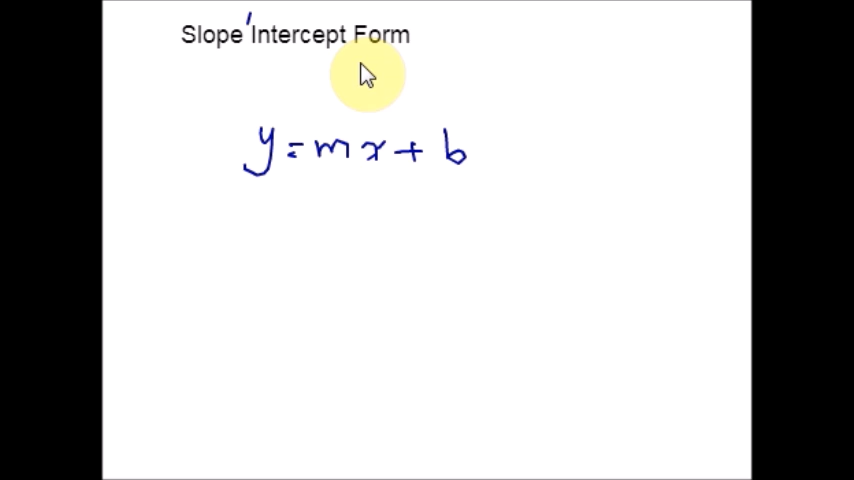 Slope Intercept Form
y = mx + b